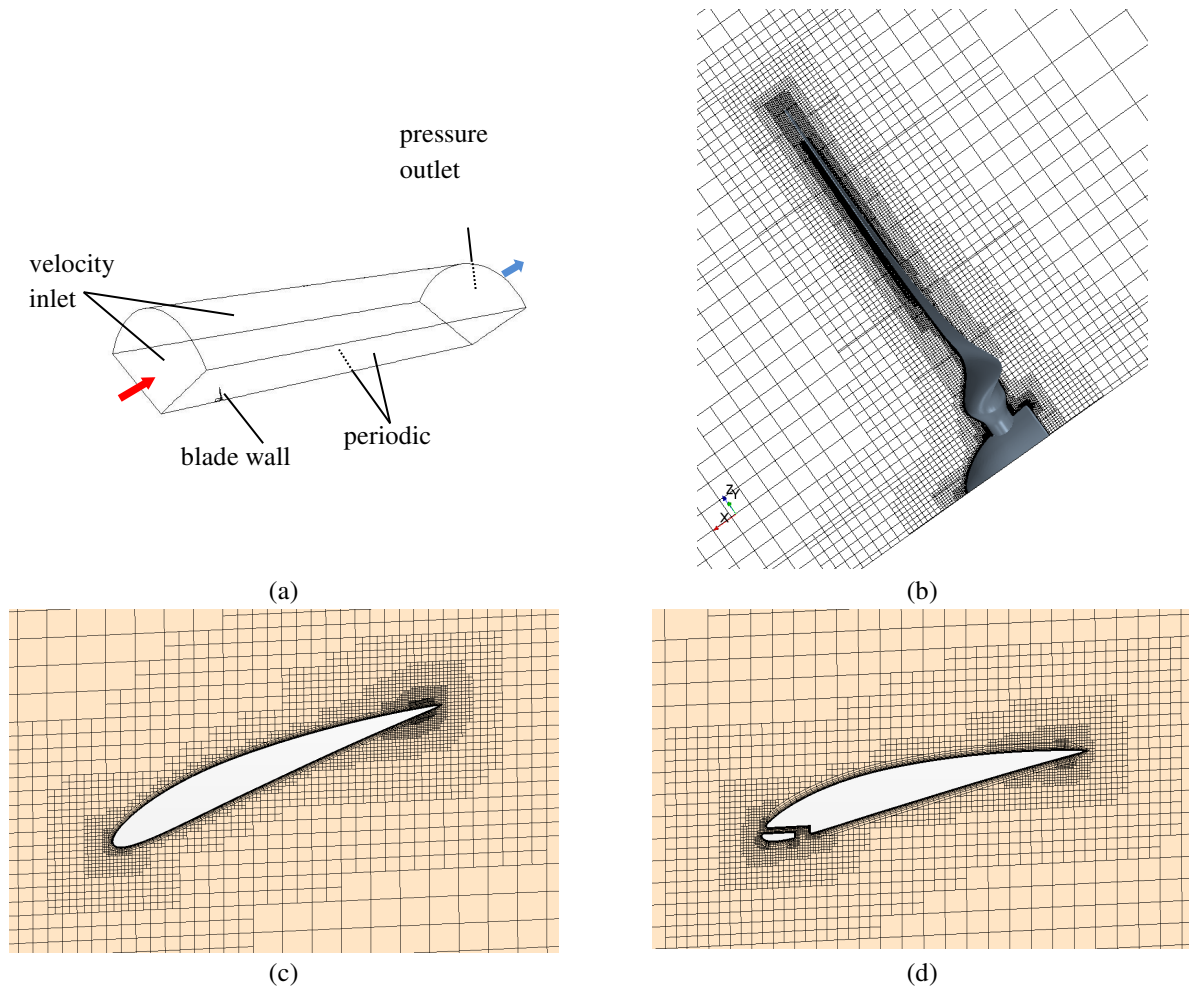 pressure
outlet
velocity
inlet
blade wall
periodic
Z
Y
X
(a)
(b)
(c)
(d)